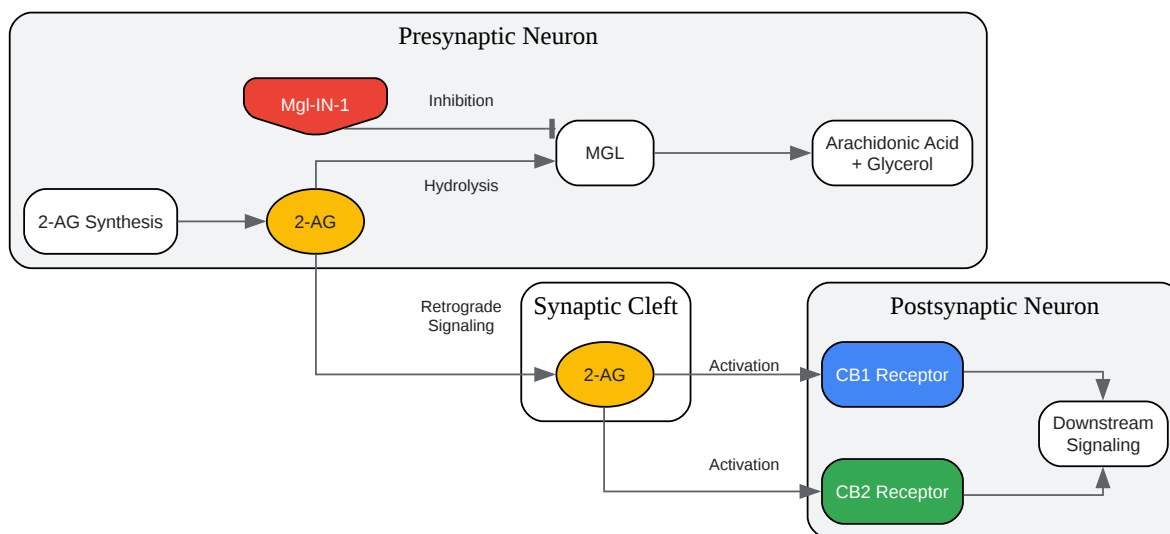 Presynaptic Neuron
Mgl-IN-1
Inhibition
MGL
Arachidonic Acid
+ Glycerol
Hydrolysis
2-AG Synthesis
2-AG
Retrograde
Signaling
Synaptic Cleft
2-AG
Activation
Activation
Postsynaptic Neuron
CB1 Receptor
Downstream
Signaling
CB2 Receptor